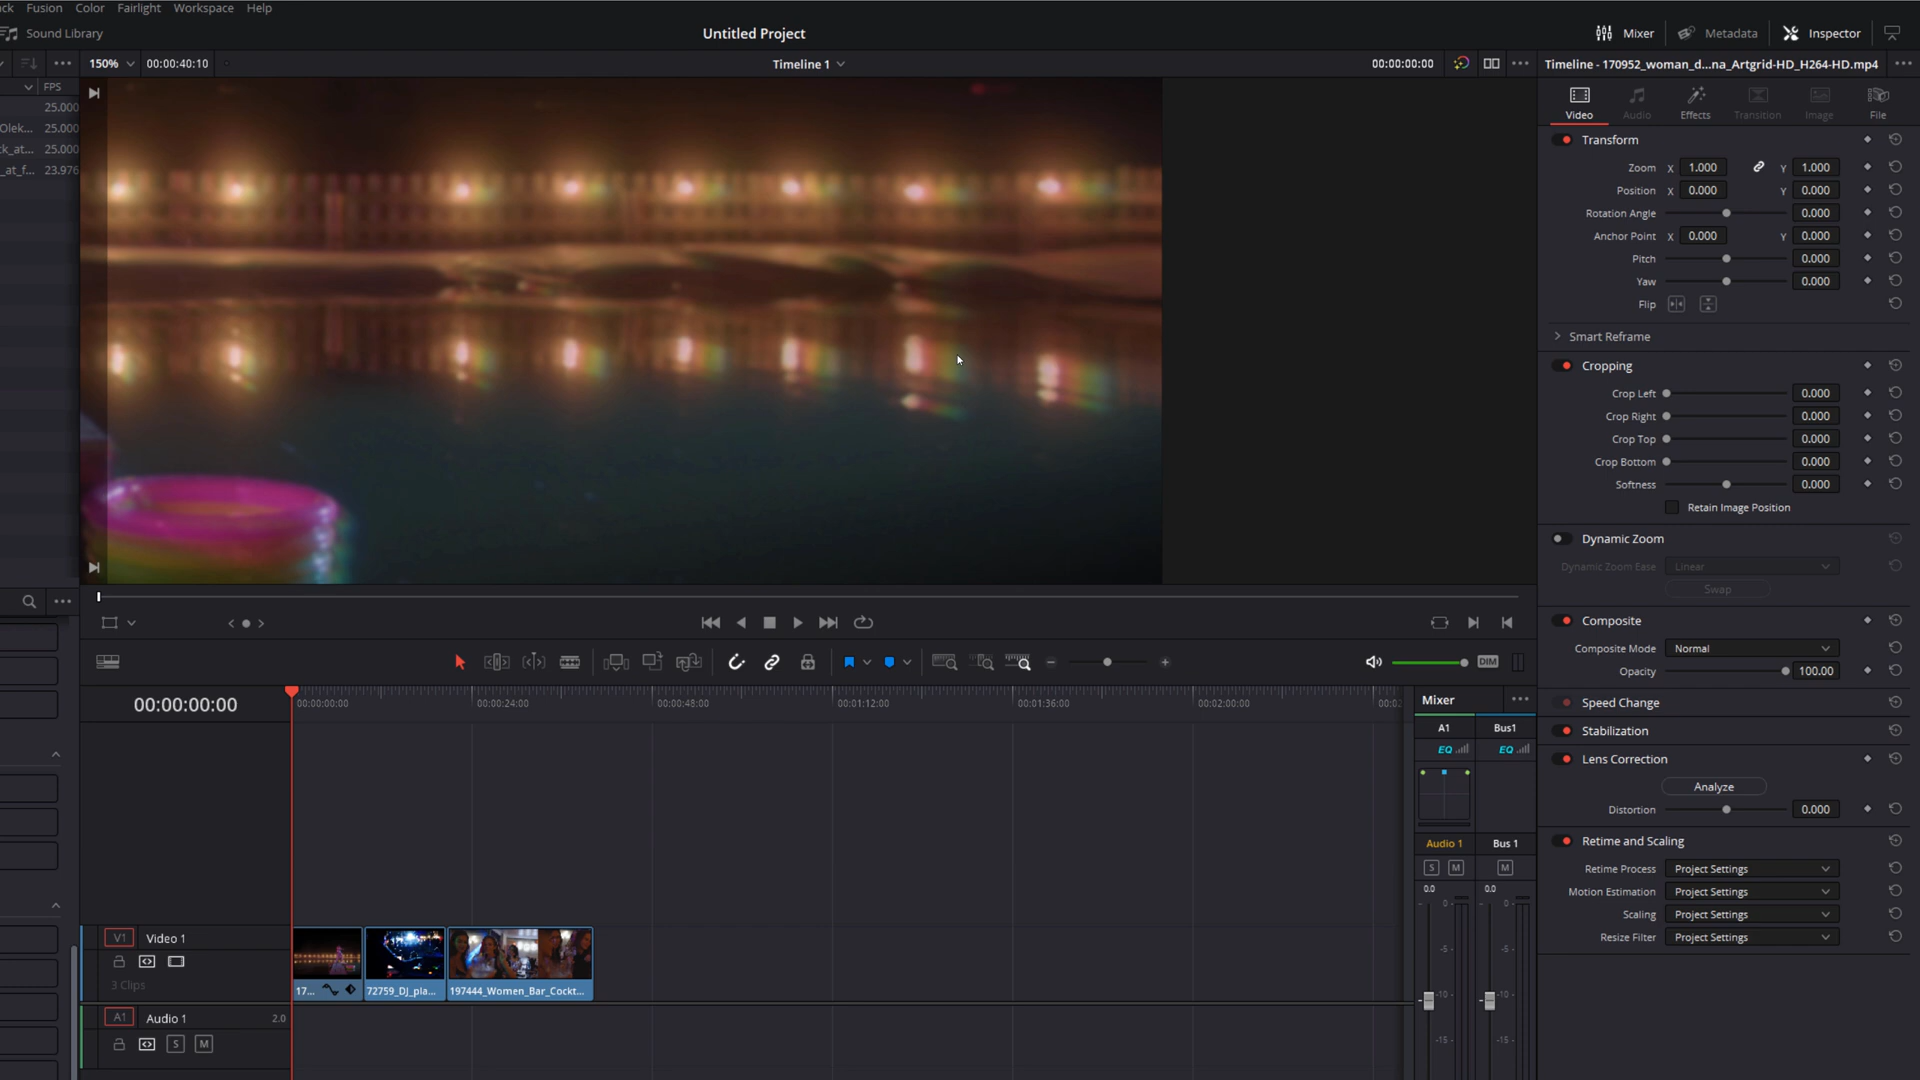 ck Fusion Color Fairlight Workspace Help
Sound Library
Untitled Project
Mixer Metadata Inspector
150% 00:00:40:10
Timeline 1
00:00:00:00
Timeline - 170952_woman_d...na_Artgrid-HD_H264-HD.mp4
FPS
25.000
Olek... 25.000
ck_at... 25.000
_at_f... 23.976
Video Audio Effects Transition Image File
Transform
Zoom X 1.000 Y 1.000
Position X 0.000 Y 0.000
Rotation Angle 0.000
Anchor Point X 0.000 Y 0.000
Pitch 0.000
Yaw 0.000
Flip
Smart Reframe
Cropping
Crop Left 0.000
Crop Right 0.000
Crop Top 0.000
Crop Bottom 0.000
Softness 0.000
Retain Image Position
Dynamic Zoom
Dynamic Zoom Ease Linear
Swap
Composite
Composite Mode Normal
Opacity 100.00
Speed Change
Stabilization
Lens Correction
Analyze
Distortion 0.000
Retime and Scaling
Retime Process Project Settings
Motion Estimation Project Settings
Scaling Project Settings
Resize Filter Project Settings
DIM
00:00:00:00
00:00:00:00 00:00:24:00 00:00:48:00 00:01:12:00 00:01:36:00 00:02:00:00 00:0
Mixer
A1 Bus1
EQ EQ
Audio 1 Bus 1
S M M
0.0 0.0
0- 0-
-5- -5-
-10- -10-
-15- -15-
V1 Video 1
3 Clips
17... 72759_DJ_pla... 197444_Women_Bar_Cockt...
A1 Audio 1 2.0
S M